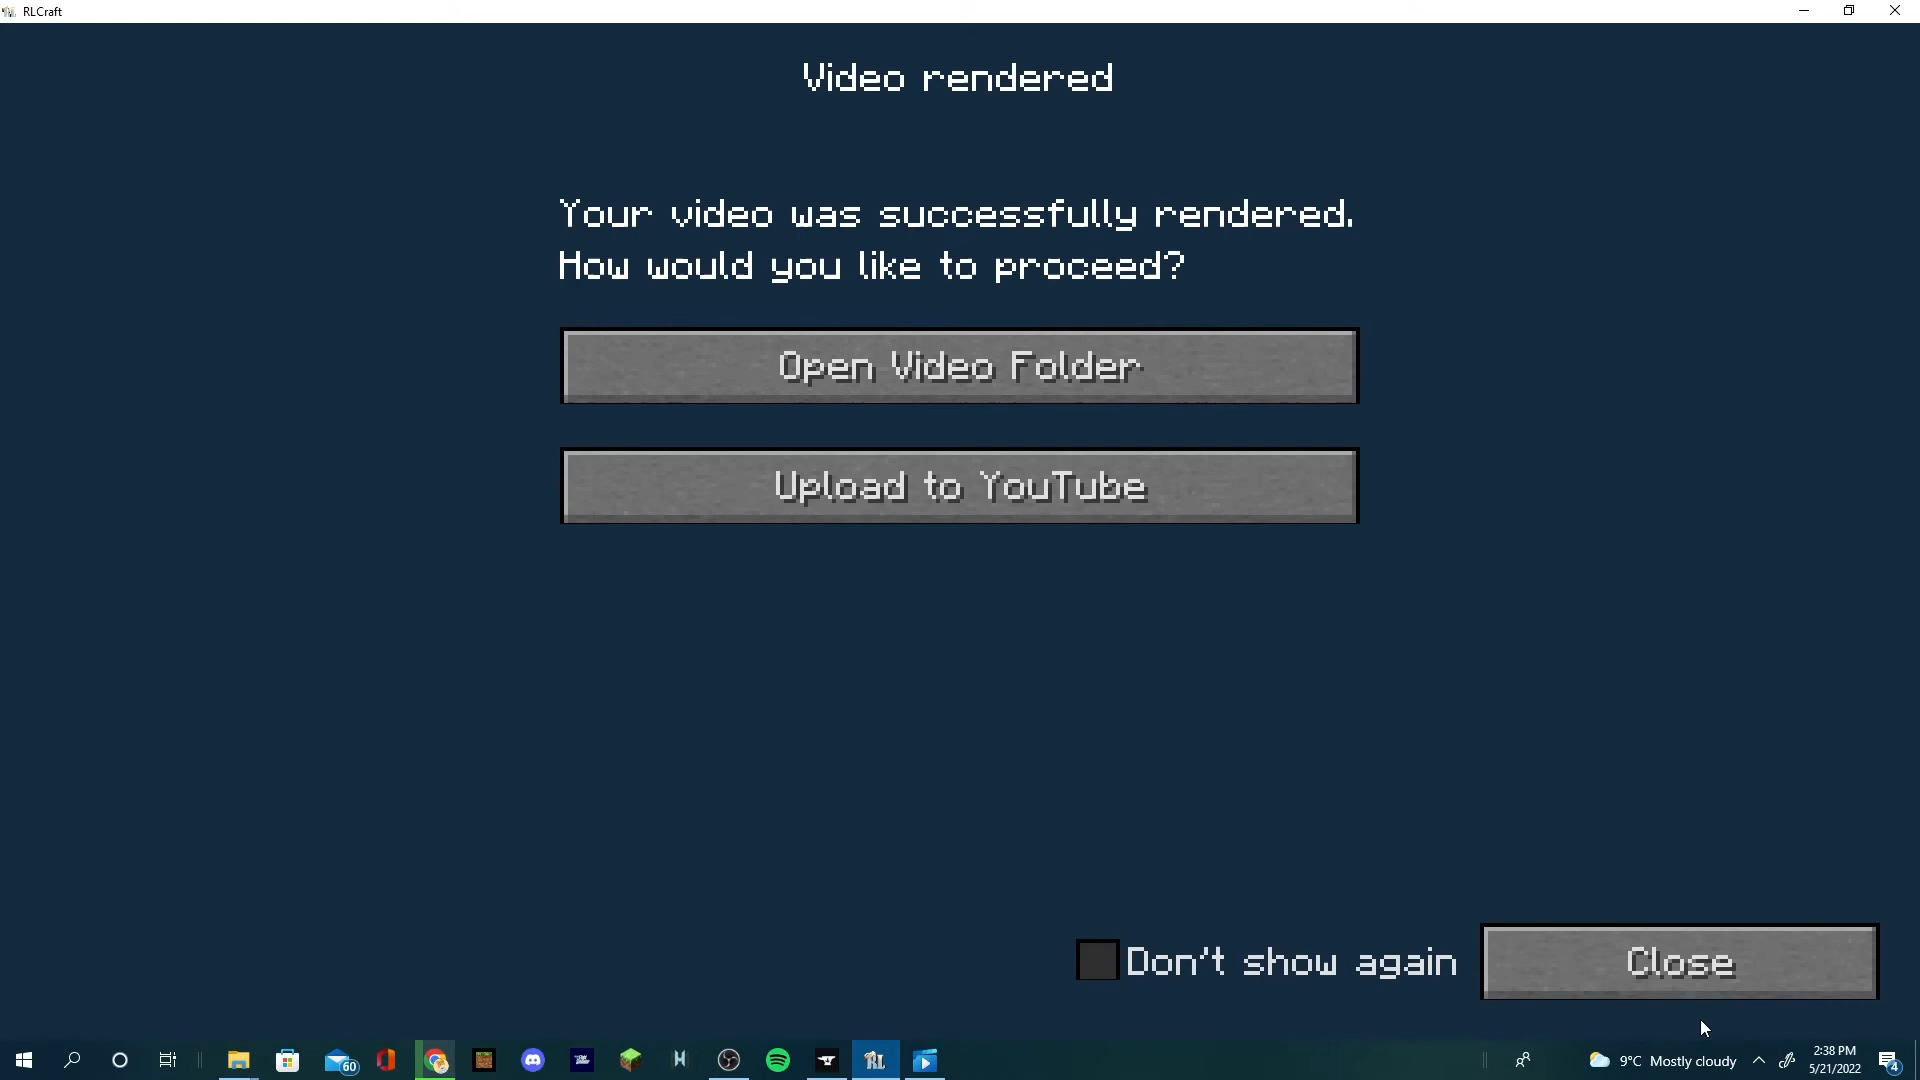 RLCraft
Video rendered
Your video was successfully rendered.
How would you like to proceed?
Open Video Folder
Upload to YouTube
Don't show again
Close
60
RL
9°C Mostly cloudy
2:38 PM
5/21/2022
4